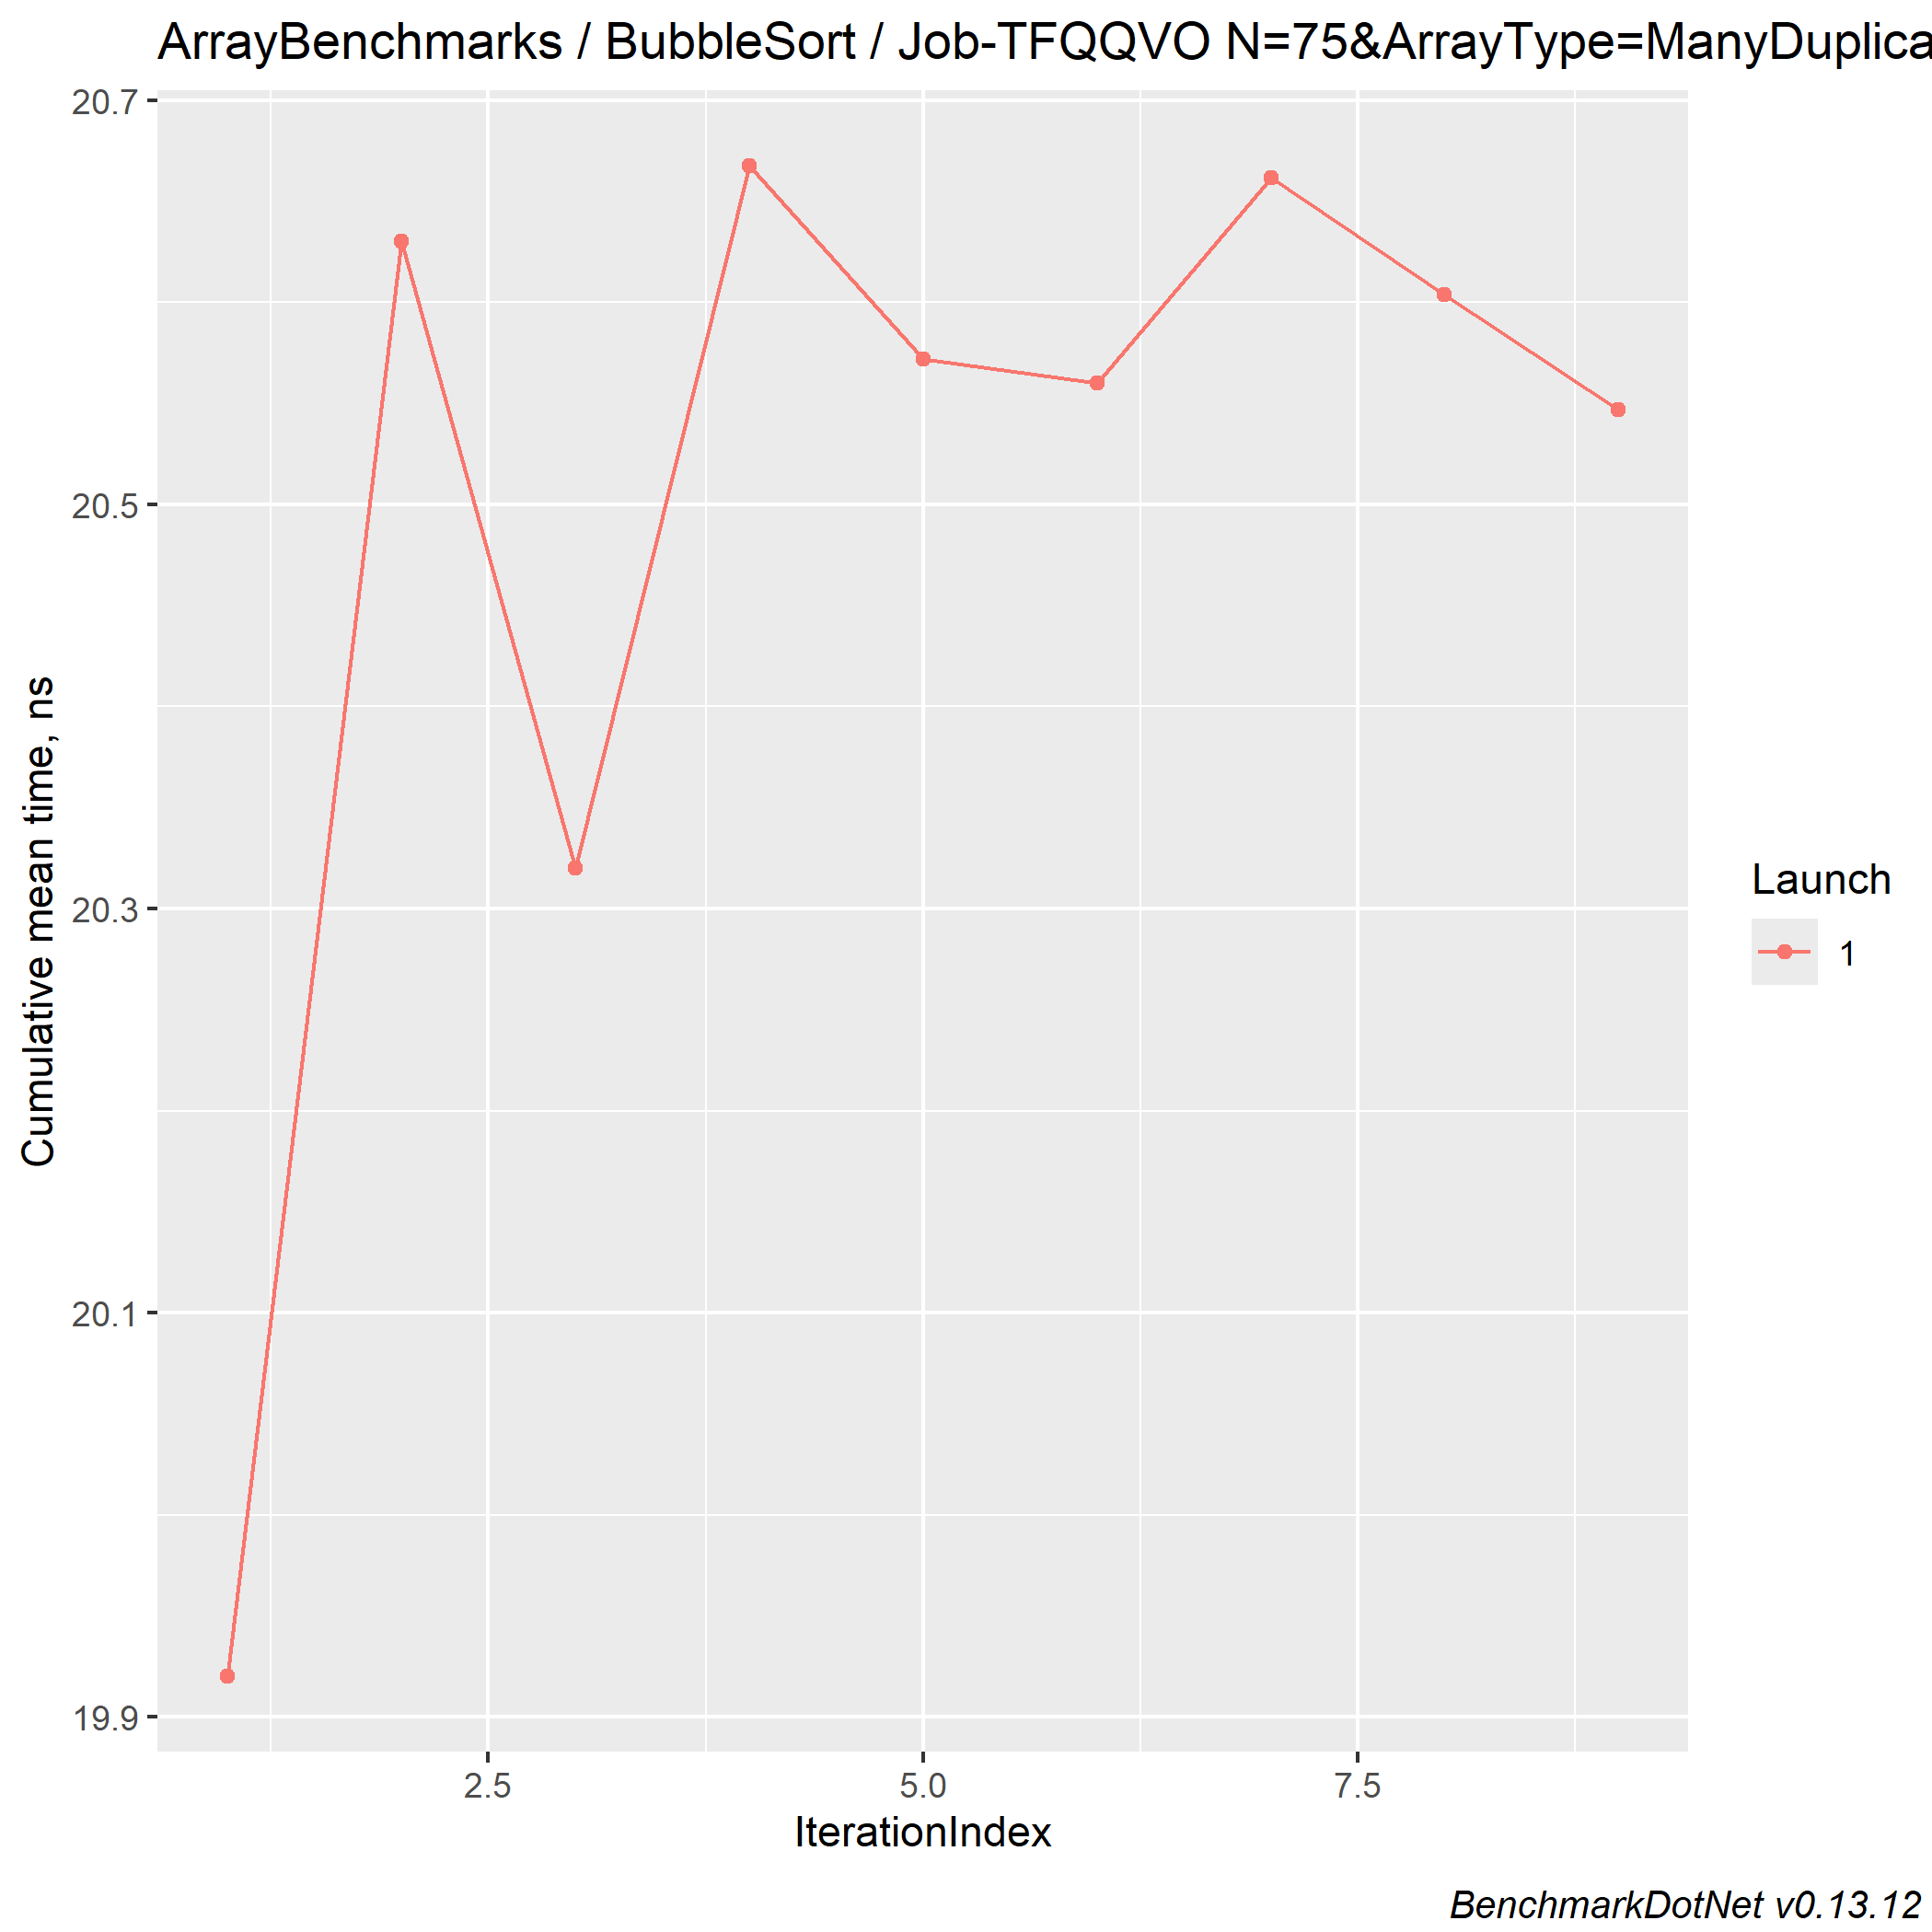 ArrayBenchmarks / BubbleSort / Job-TFQQVO N=75&ArrayType=ManyDuplica
20.7
20.5
20.3
20.1
19.9
Cumulative mean time, ns
2.5 5.0 7.5
IterationIndex
Launch
1
BenchmarkDotNet v0.13.12